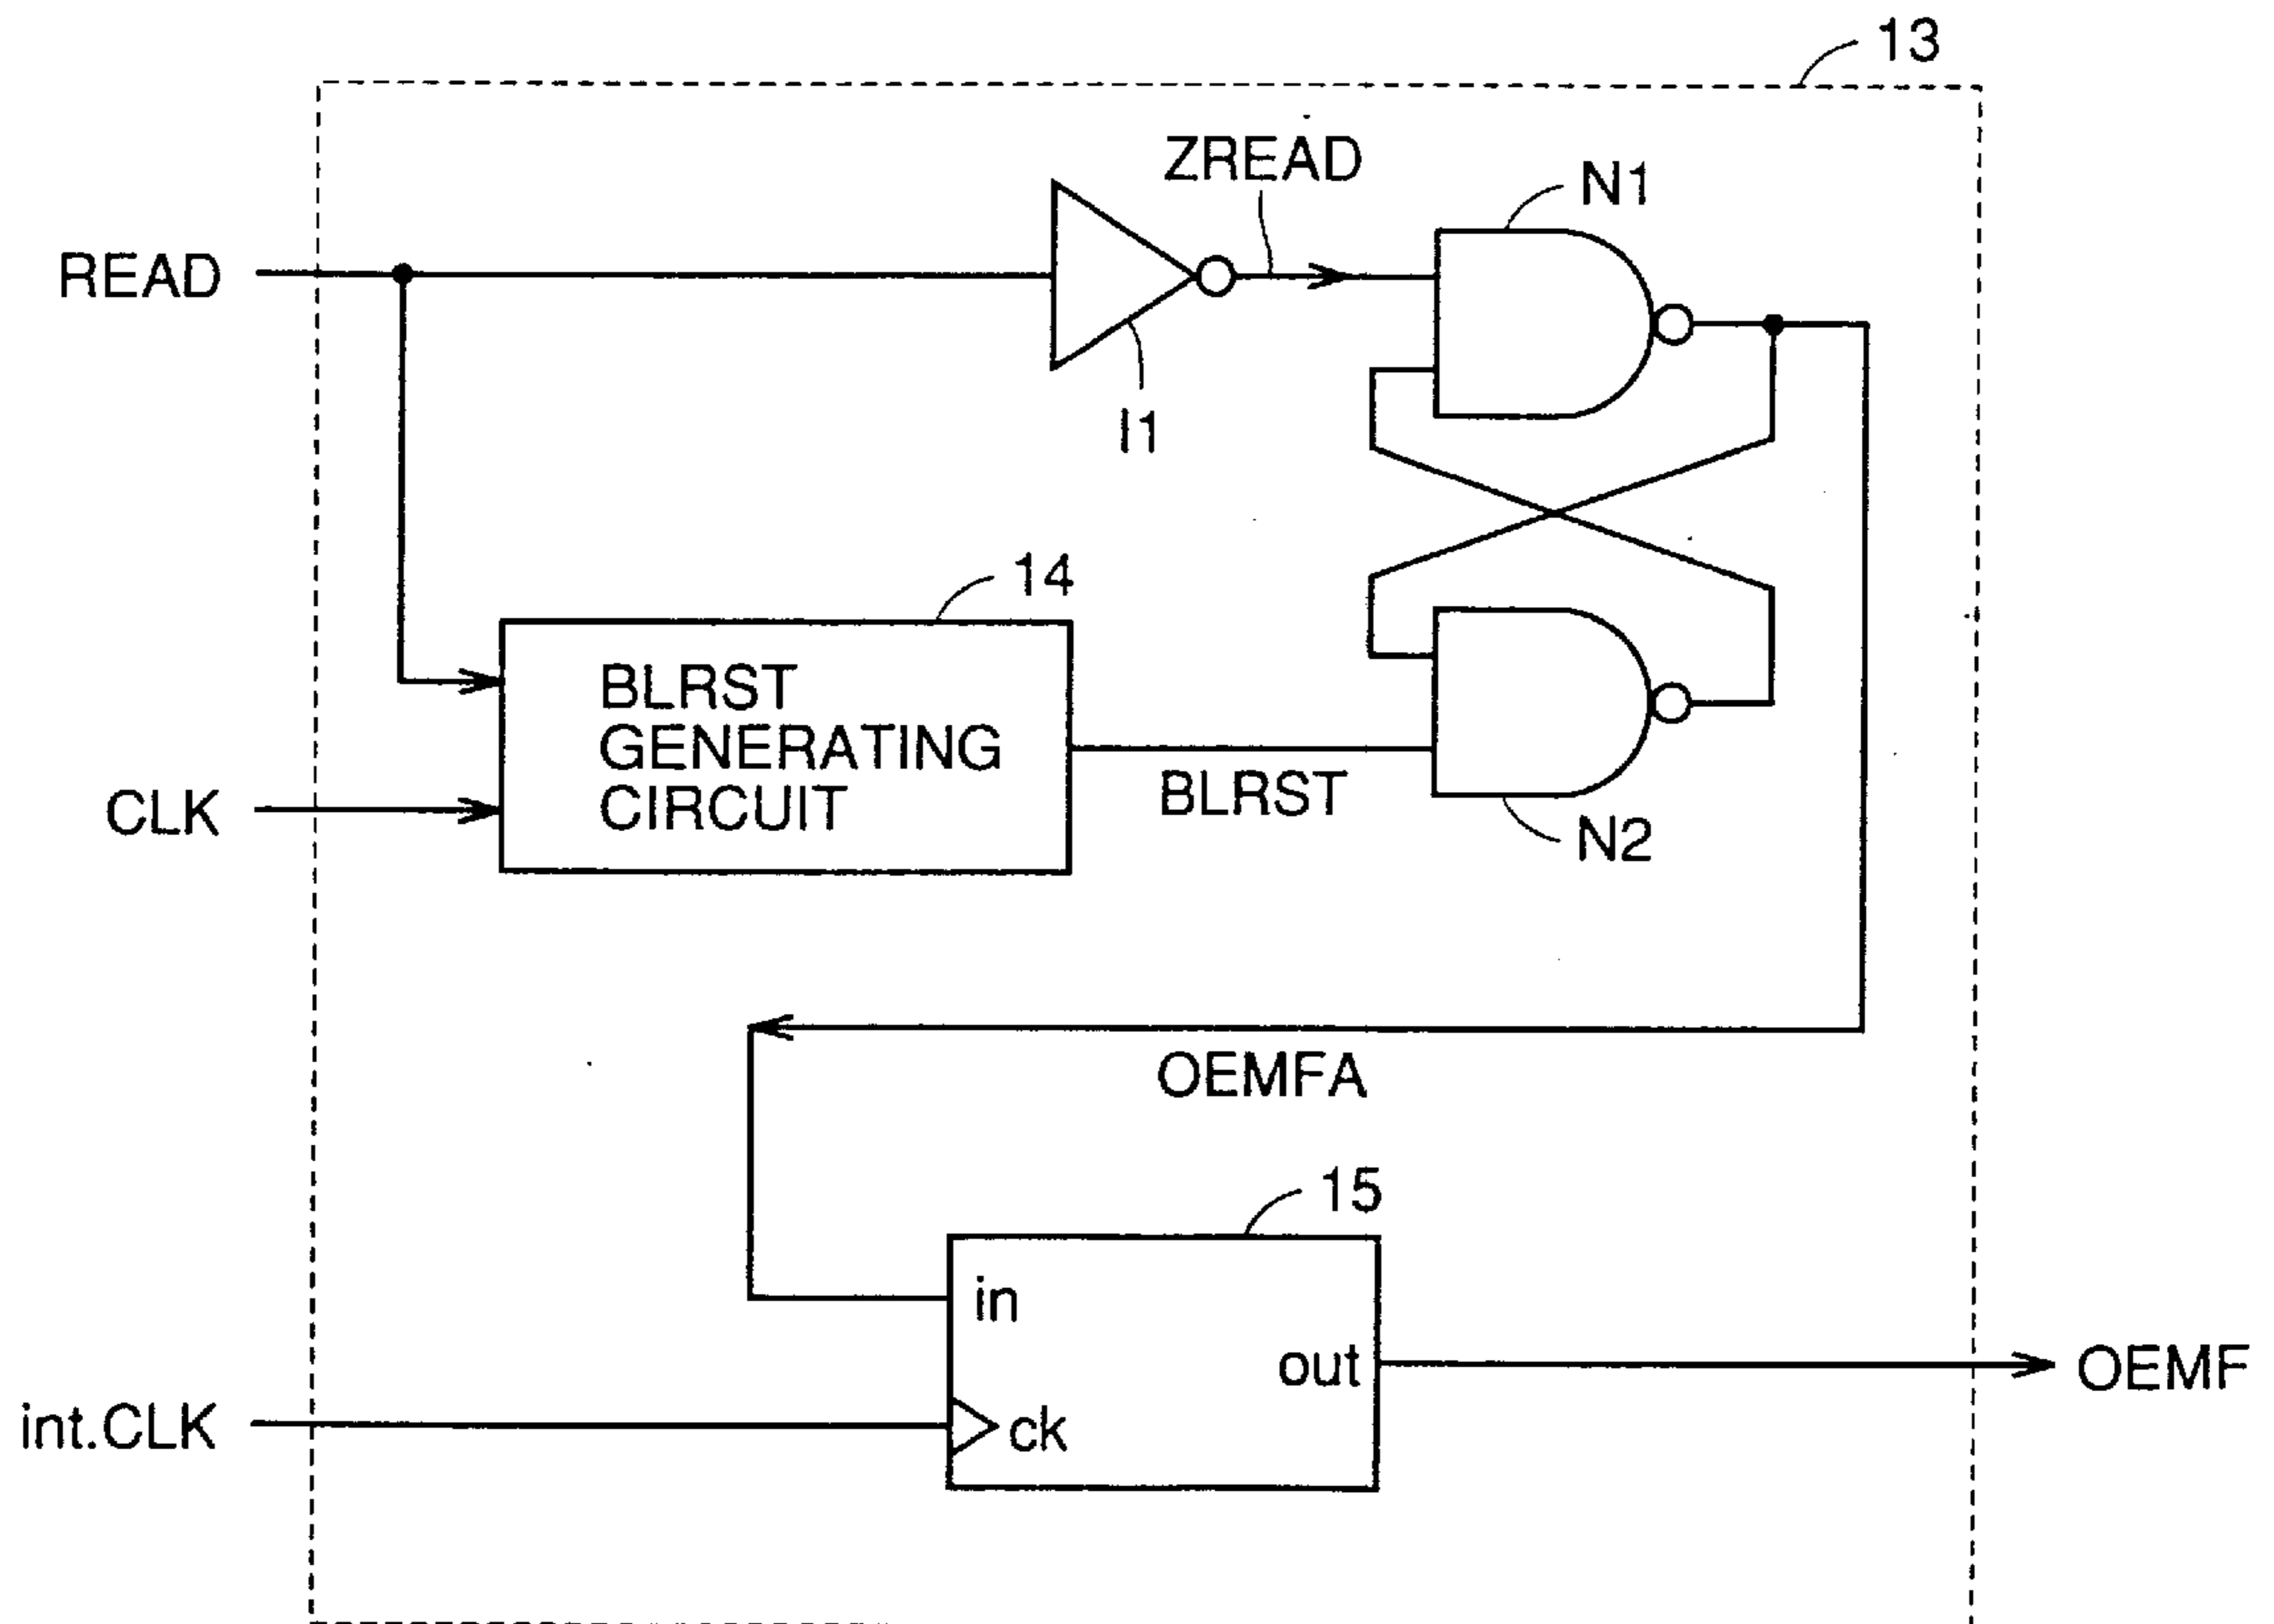 13
ZREAD
N1
READ
I1
14
BLRST
GENERATING
CIRCUIT
CLK
BLRST
N2
OEMFA
15
in
out
OEMF
int.CLK
ck